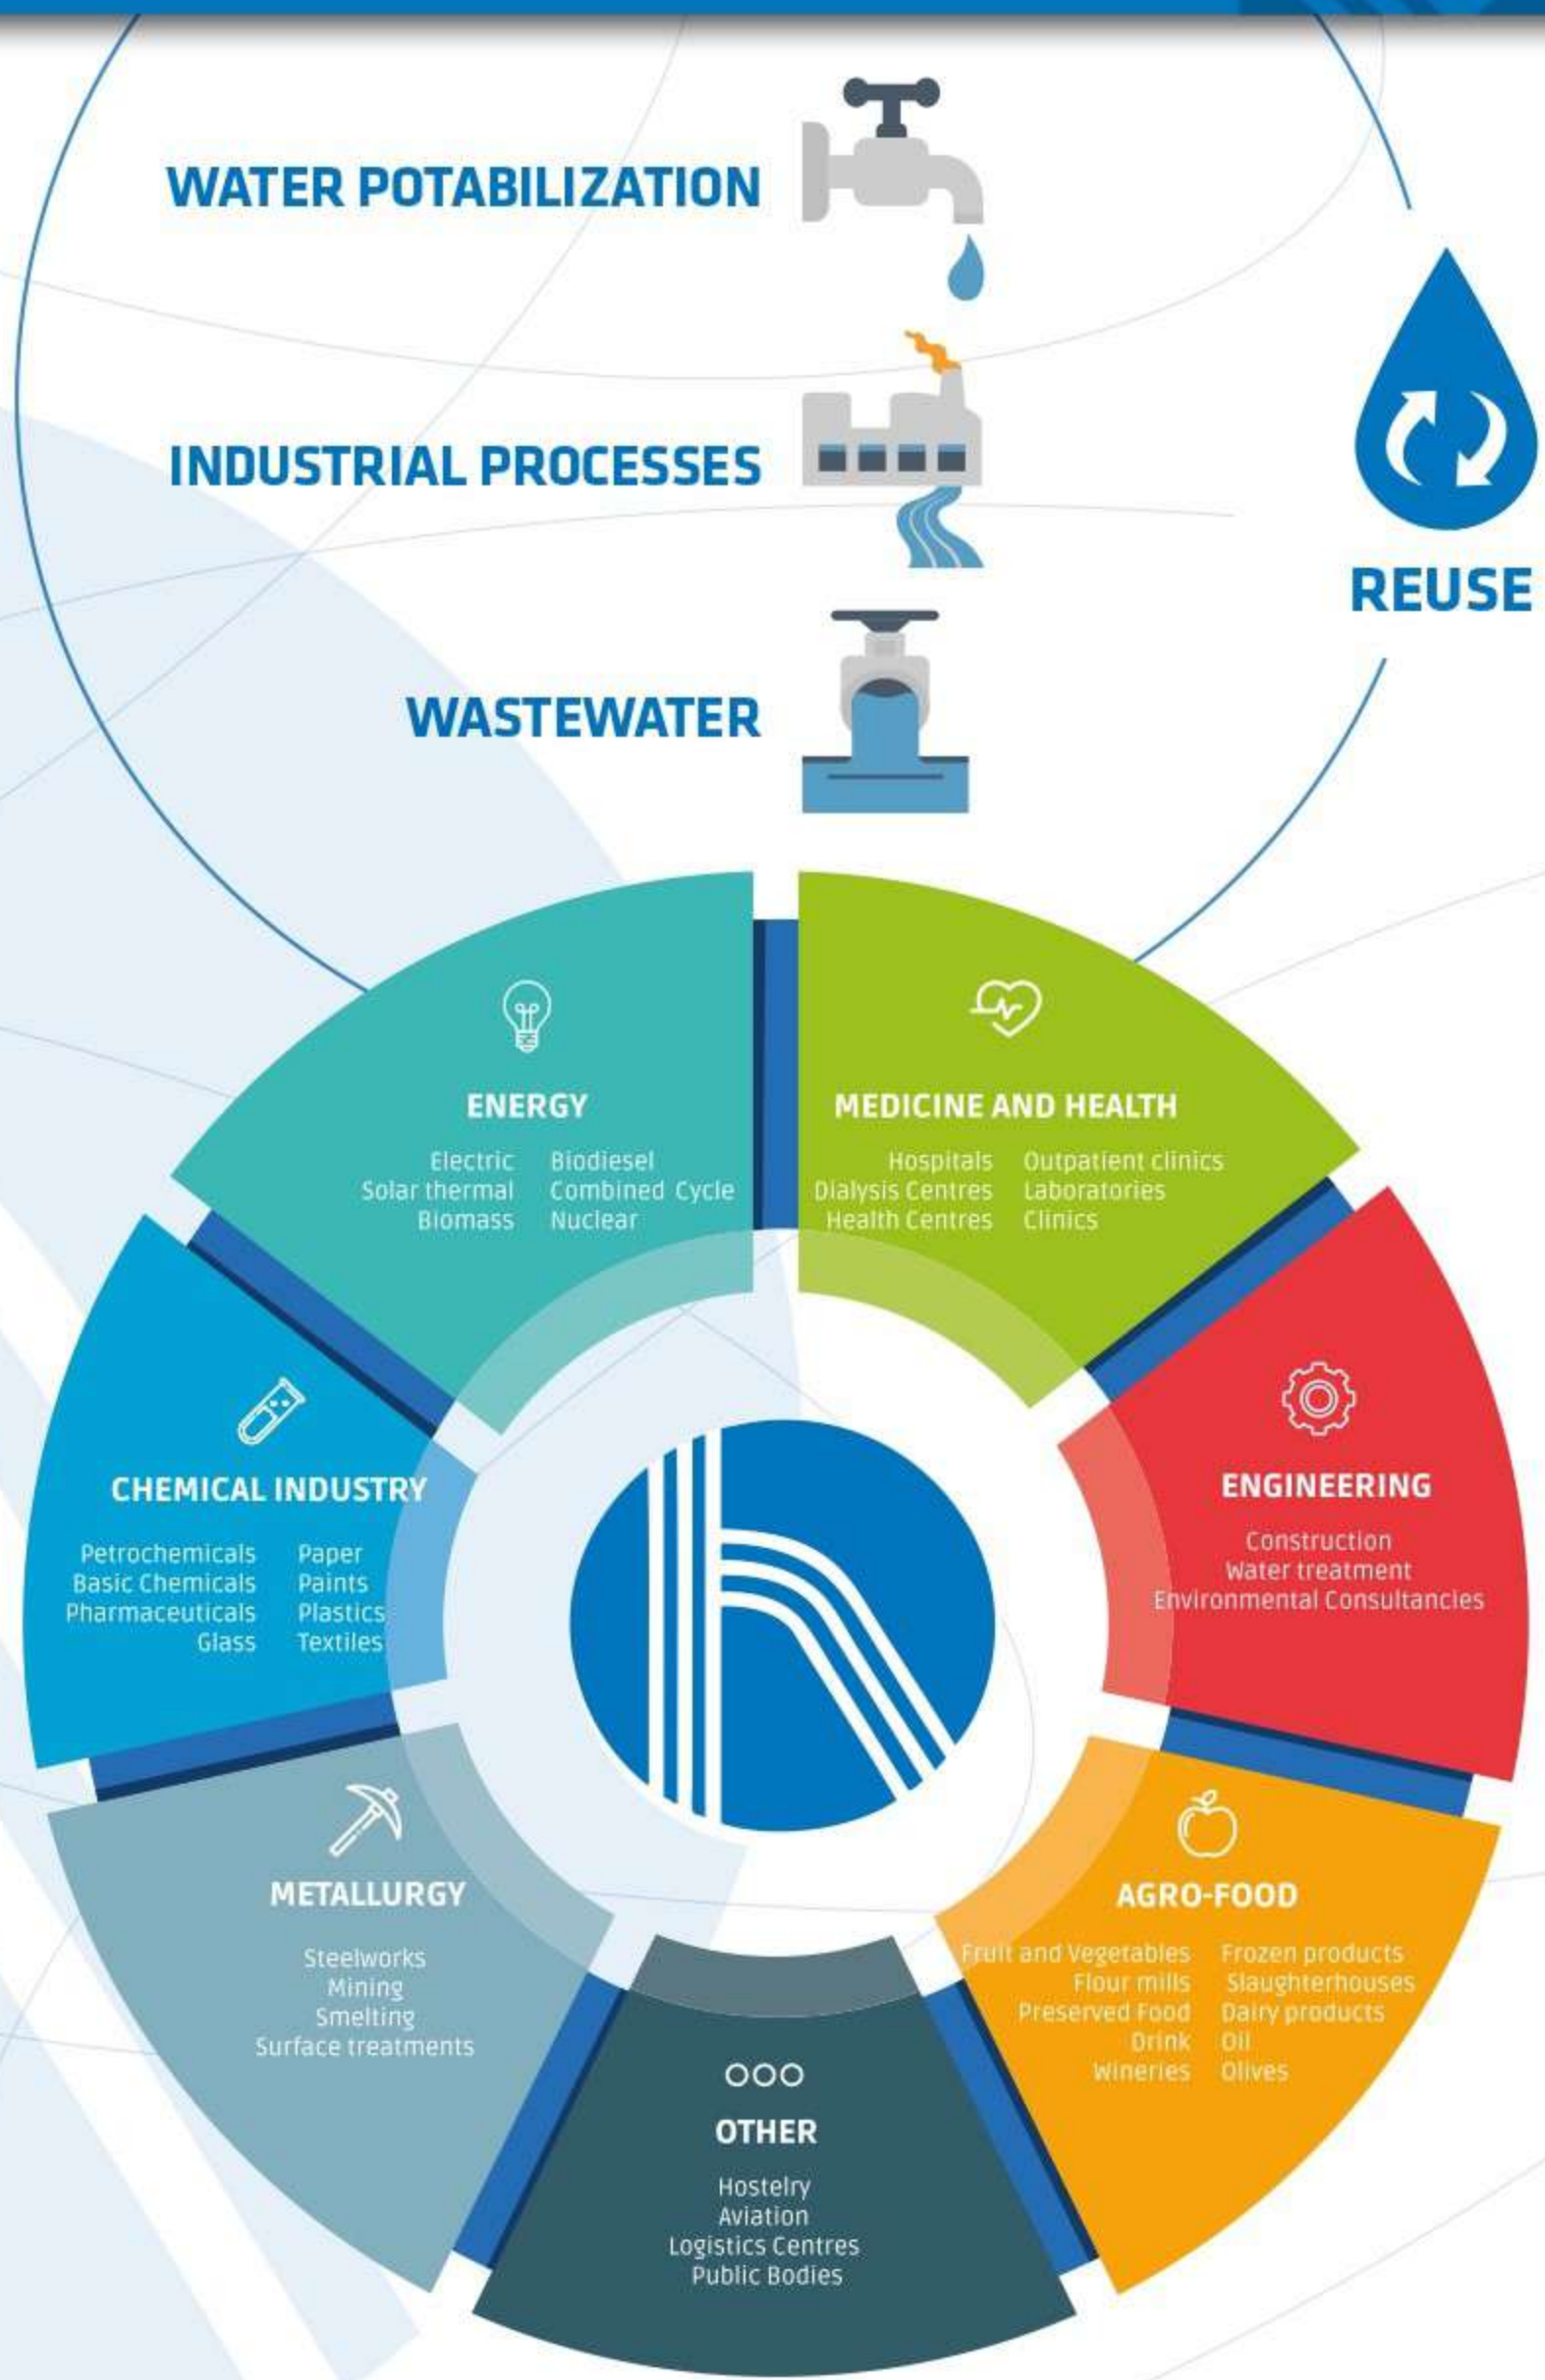 WATER POTABILIZATION
INDUSTRIAL PROCESSES
REUSE
WASTEWATER
ENERGY
Electric
Solar thermal
Biomass
Biodiesel
Combined Cycle
Nuclear
MEDICINE AND HEALTH
Hospitals
Dialysis Centres
Health Centres
Outpatient clinics
Laboratories
Clinics
CHEMICAL INDUSTRY
Petrochemicals
Basic Chemicals
Pharmaceuticals
Glass
Paper
Paints
Plastics
Textiles
ENGINEERING
Construction
Water treatment
Environmental Consultancies
METALLURGY
Steelworks
Mining
Smelting
Surface treatments
AGRO-FOOD
Fruit and Vegetables
Flour mills
Preserved Food
Drink
Wineries
Frozen products
Slaughterhouses
Dairy products
Oil
Olives
OTHER
Hostelry
Aviation
Logistics Centres
Public Bodies